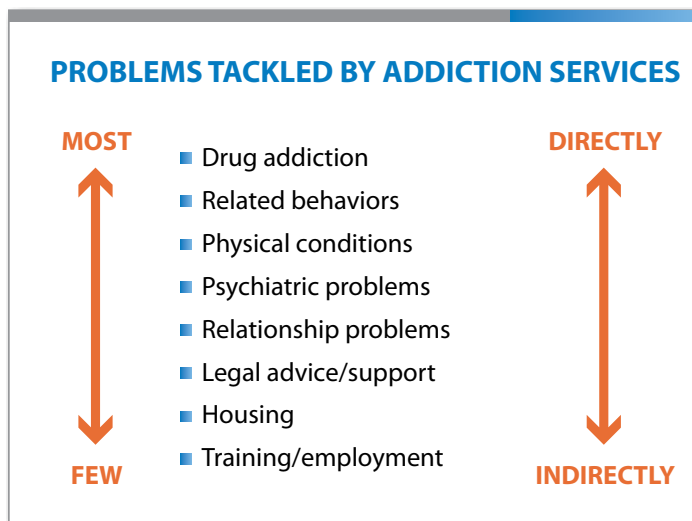 PROBLEMS TACKLED BY ADDICTION SERVICES
MOST
DIRECTLY
Drug addiction
Related behaviors
Physical conditions
Psychiatric problems
Relationship problems
Legal advice/support
Housing
Training/employment
FEW
INDIRECTLY